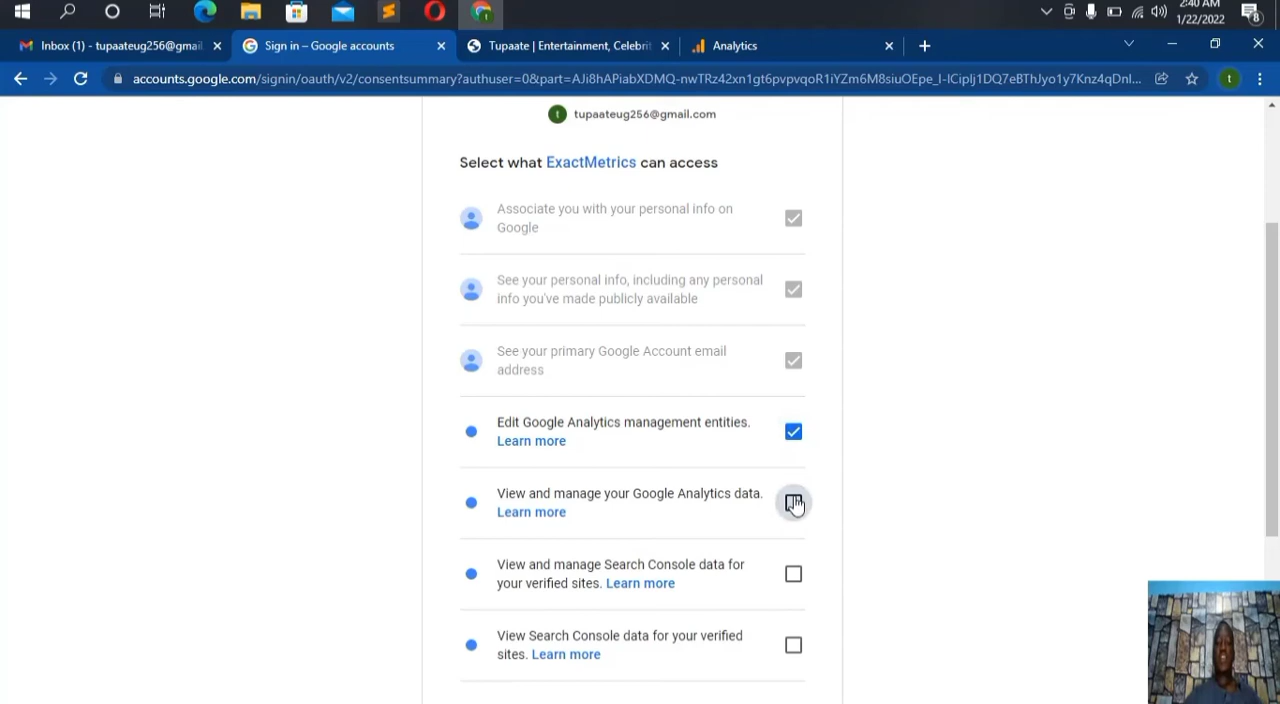 2:40 AM
1/22/2022
8
Inbox (1) - tupaateug256@gmail
Sign in – Google accounts
Tupaate | Entertainment, Celebrit
Analytics
accounts.google.com/signin/oauth/v2/consentsummary?authuser=0&part=AJi8hAPiabXDMQ-nwTRz42xn1gt6pvpvqoR1iYZm6M8siuOEpe_I-ICiplj1DQ7eBThJyo1y7Knz4qDnl...
t
t tupaateug256@gmail.com
Select what ExactMetrics can access
Associate you with your personal info on
Google
See your personal info, including any personal
info you've made publicly available
See your primary Google Account email
address
Edit Google Analytics management entities.
Learn more
View and manage your Google Analytics data.
Learn more
View and manage Search Console data for
your verified sites. Learn more
View Search Console data for your verified
sites. Learn more